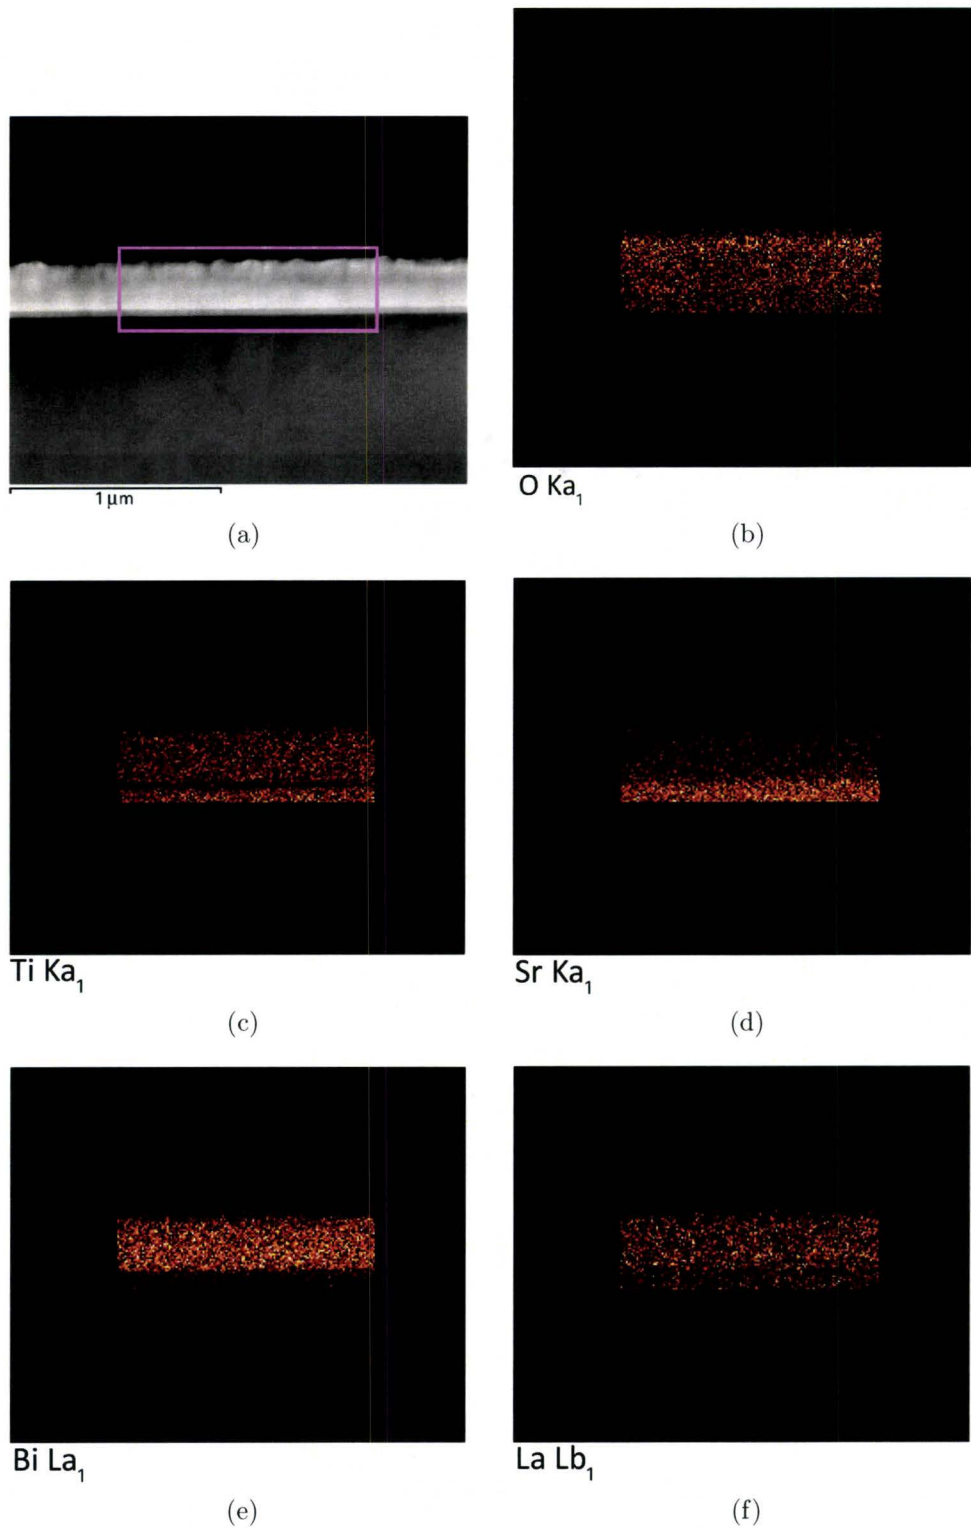 1 µm
(a)
O Ka₁
(b)
Ti Ka₁
(c)
Sr Ka₁
(d)
Bi La₁
(e)
La Lb₁
(f)